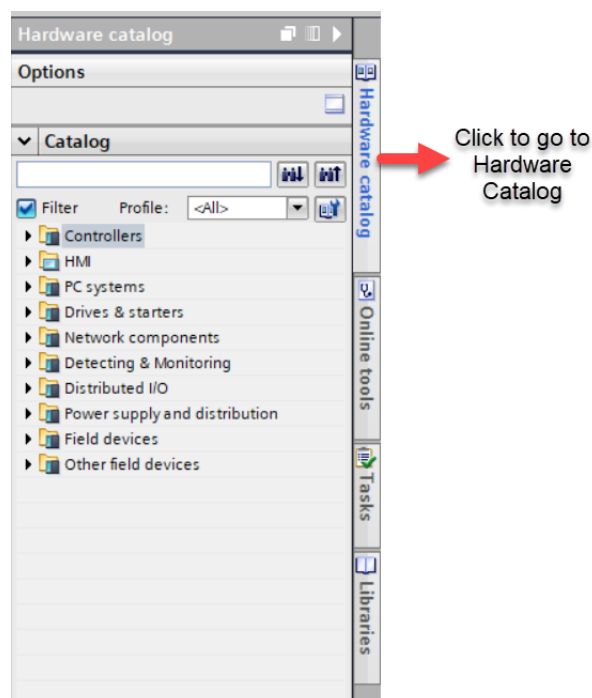 Hardware catalog
Options
Catalog
Filter
Profile:
<All>
Controllers
HMI
PC systems
Drives & starters
Network components
Detecting & Monitoring
Distributed I/O
Power supply and distribution
Field devices
Other field devices
Hardware catalog
Online tools
Tasks
Libraries
Click to go to
Hardware
Catalog